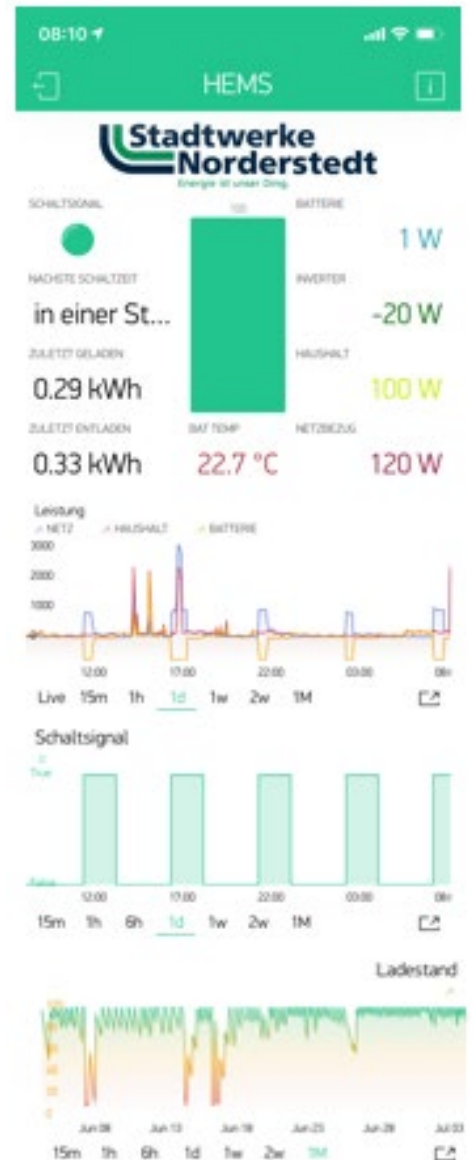 08:10
HEMS
Stadtwerke
Norderstedt
Energie ist unser Ding.
SCHALTSIGNAL
100
BATTERIE
1 W
NÄCHSTE SCHALTZEIT
INVERTER
in einer St...
-20 W
ZULETZT GELADEN
HAUSHALT
0.29 kWh
100 W
ZULETZT ENTLADEN
BAT TEMP
NETZBEZUG
0.33 kWh
22.7 °C
120 W
Leistung
NETZ HAUSHALT BATTERIE
3000
2000
1000
12:00 17:00 22:00 03:00
Live 15m 1h 1d 1w 2w 1M
Schaltsignal
True
False
12:00 17:00 22:00 03:00
15m 1h 6h 1d 1w 2w 1M
Ladestand
Jun 08 Jun 13 Jun 18 Jun 23 Jun 28 Jul 03
15m 1h 6h 1d 1w 2w 1M